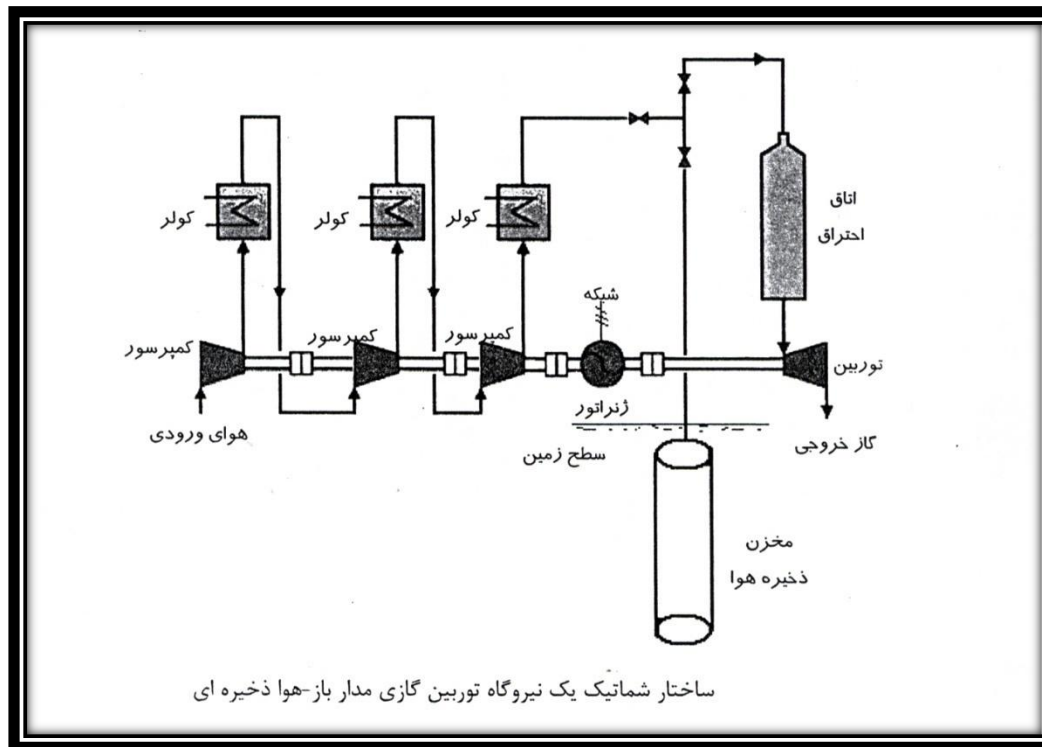 کولر
کولر
کولر
اتاق
احتراق
شبکه
کمپرسور
کمپرسور
کمپرسور
توربین
ژنراتور
هوای ورودی
سطح زمین
گاز خروجی
مخزن
ذخیره هوا
ساختار شماتیک یک نیروگاه توربین گازی مدار باز-هوا ذخیره ای